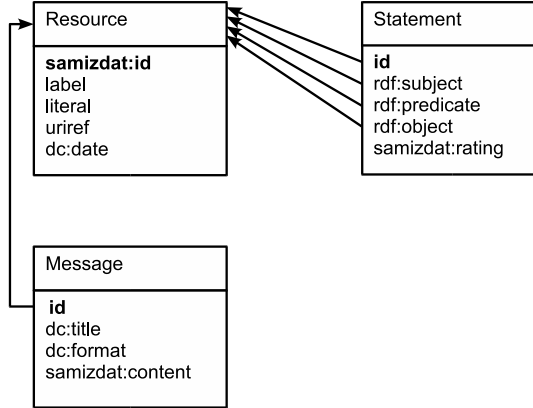 Resource
samizdat:id
label
literal
uriref
dc:date
Statement
id
rdf:subject
rdf:predicate
rdf:object
samizdat:rating
Message
id
dc:title
dc:format
samizdat:content